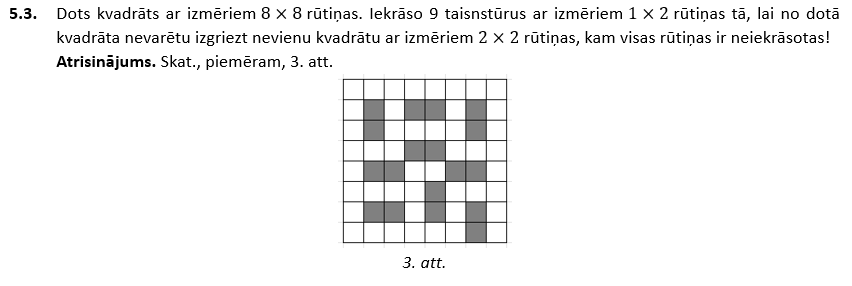 5.3. Dots kvadrāts ar izmēriem 8 × 8 rūtiņas. Iekrāso 9 taisnstūrus ar izmēriem 1 × 2 rūtiņas tā, lai no dotā
kvadrāta nevarētu izgriezt nevienu kvadrātu ar izmēriem 2 × 2 rūtiņas, kam visas rūtiņas ir neiekrāsotas!
Atrisinājums. Skat., piemēram, 3. att.
3. att.